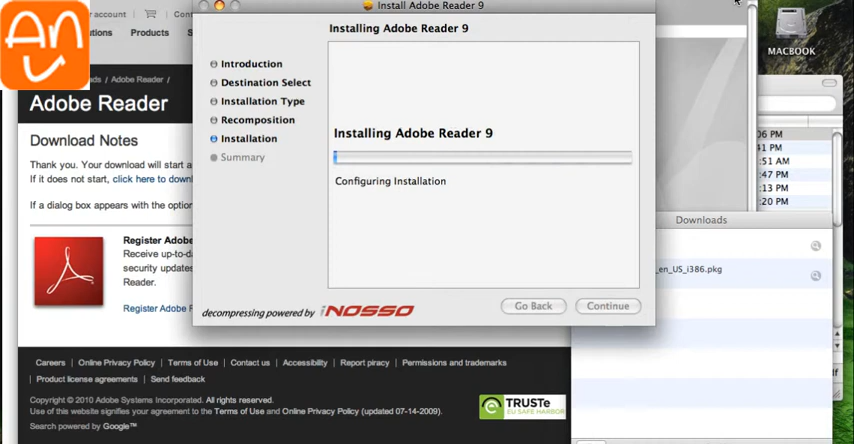 er account
Install Adobe Reader 9
Solutions Products
Installing Adobe Reader 9
Introduction
Destination Select
Installation Type
Recomposition
Installation
Summary
Installing Adobe Reader 9
Configuring Installation
Go Back
Continue
decompressing powered by iNOSSO
MACBOOK
/ Adobe Reader /
Adobe Reader
Download Notes
Thank you. Your download will start a
If it does not start, click here to downl
If a dialog box appears with the option
Register Adobe
Receive up-to-da
security updates
Reader.
Register Adobe R
06 PM
41 PM
:51 AM
:47 PM
:13 PM
:20 PM
Downloads
_en_US_i386.pkg
Careers Online Privacy Policy Terms of Use Contact us Accessibility Report piracy Permissions and trademarks
Product license agreements Send feedback
Copyright © 2010 Adobe Systems Incorporated. All rights reserved.
Use of this website signifies your agreement to the Terms of Use and Online Privacy Policy (updated 07-14-2009).
Search powered by Google™
TRUSTe
EU SAFE HARBOR